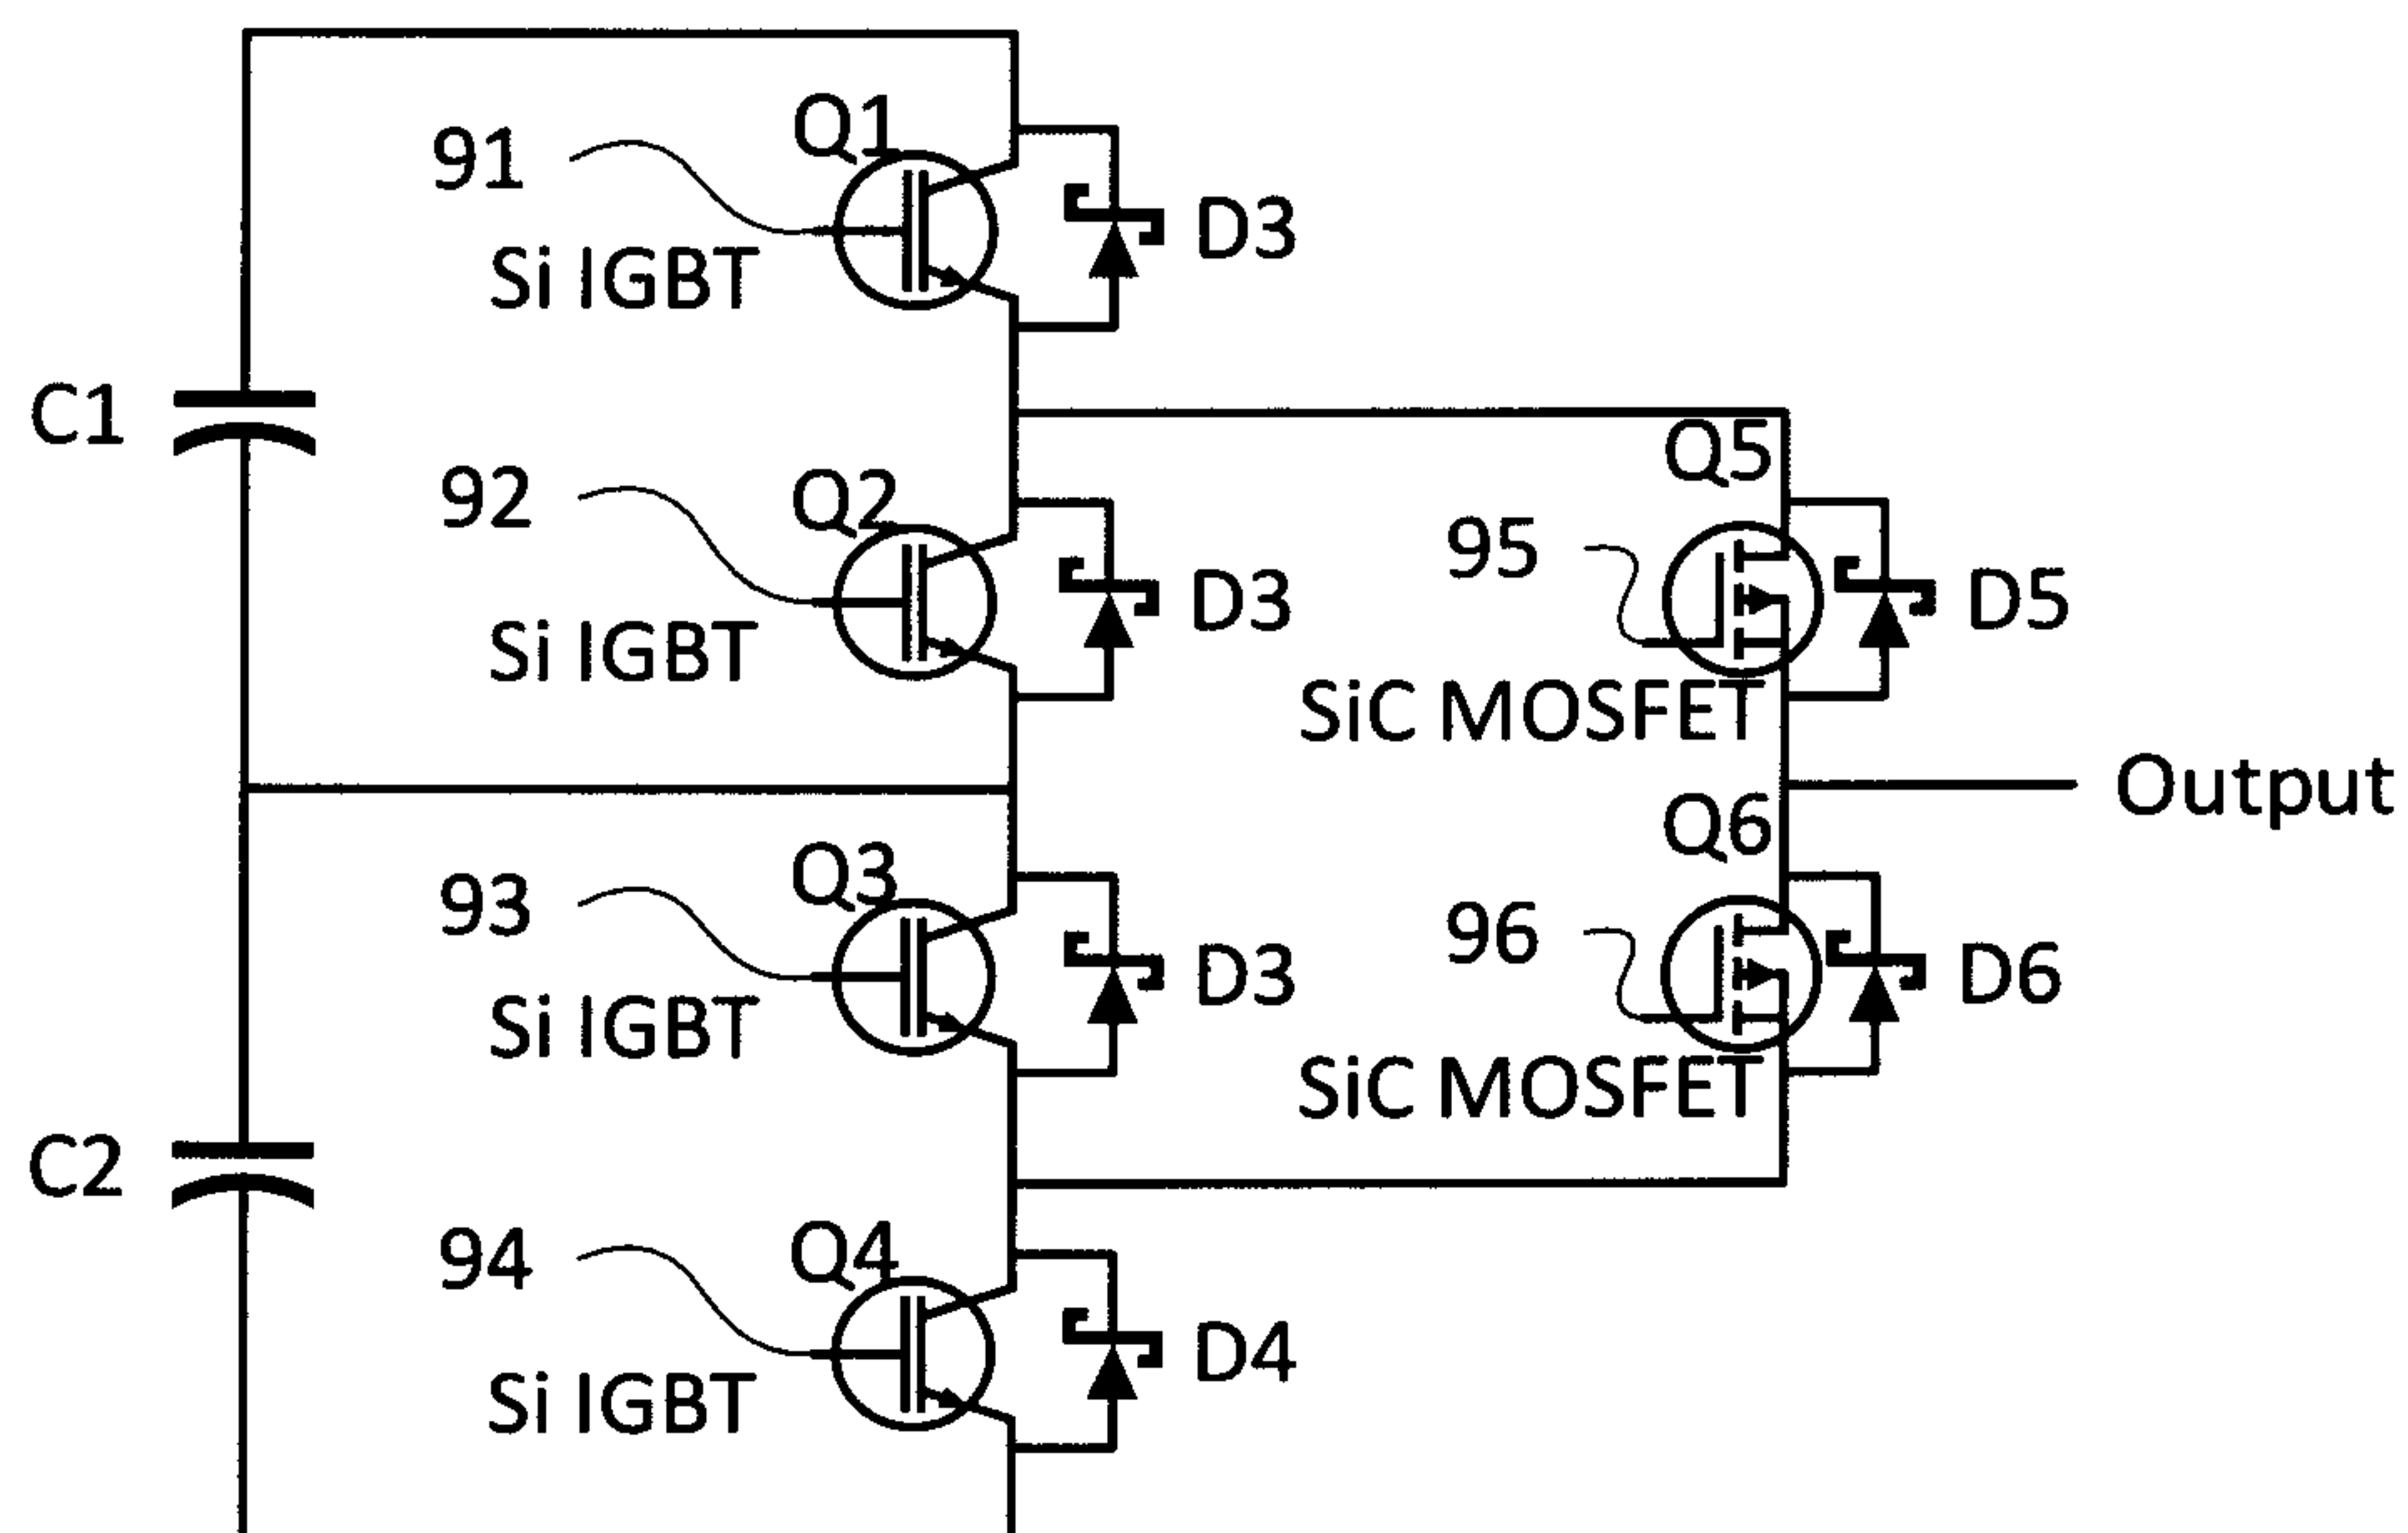 Q1
91
D3
Si IGBT
C1
Q5
92
Q2
95
D3
D5
Si IGBT
SiC MOSFET
Output
Q6
93
Q3
96
D3
D6
Si IGBT
SiC MOSFET
C2
94
Q4
D4
Si IGBT